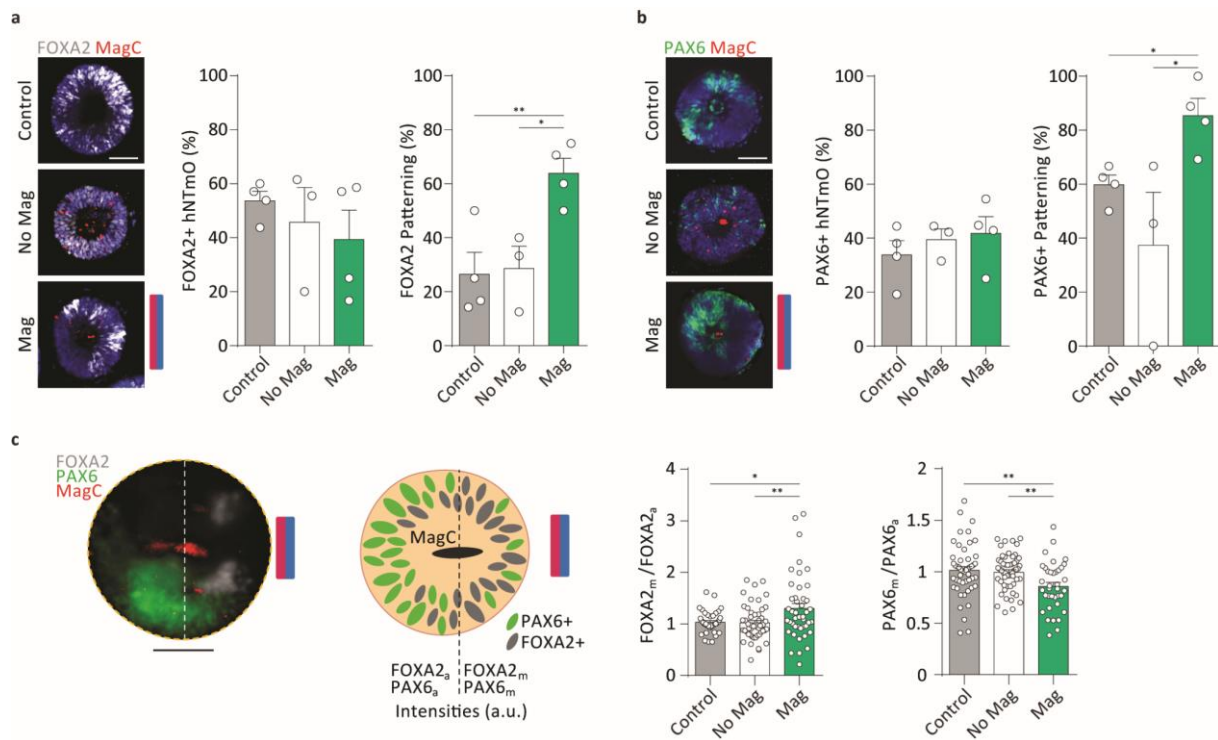 a
FOXA2 MagC
Control
No Mag
Mag
FOXA2+ hNTmO (%)
100
80
60
40
20
0
Control
No Mag
Mag
FOXA2 Patterning (%)
100
80
60
40
20
0
**
*
Control
No Mag
Mag
b
PAX6 MagC
Control
No Mag
Mag
PAX6+ hNTmO (%)
100
80
60
40
20
0
Control
No Mag
Mag
PAX6+ Patterning (%)
100
80
60
40
20
0
*
*
Control
No Mag
Mag
c
FOXA2
PAX6
MagC
MagC
PAX6+
FOXA2+
FOXA2a FOXA2m
PAX6a PAX6m
Intensities (a.u.)
FOXA2m/FOXA2a
4
3
2
1
0
*
**
Control
No Mag
Mag
PAX6m/PAX6a
2
1.5
1
0.5
0
**
**
Control
No Mag
Mag